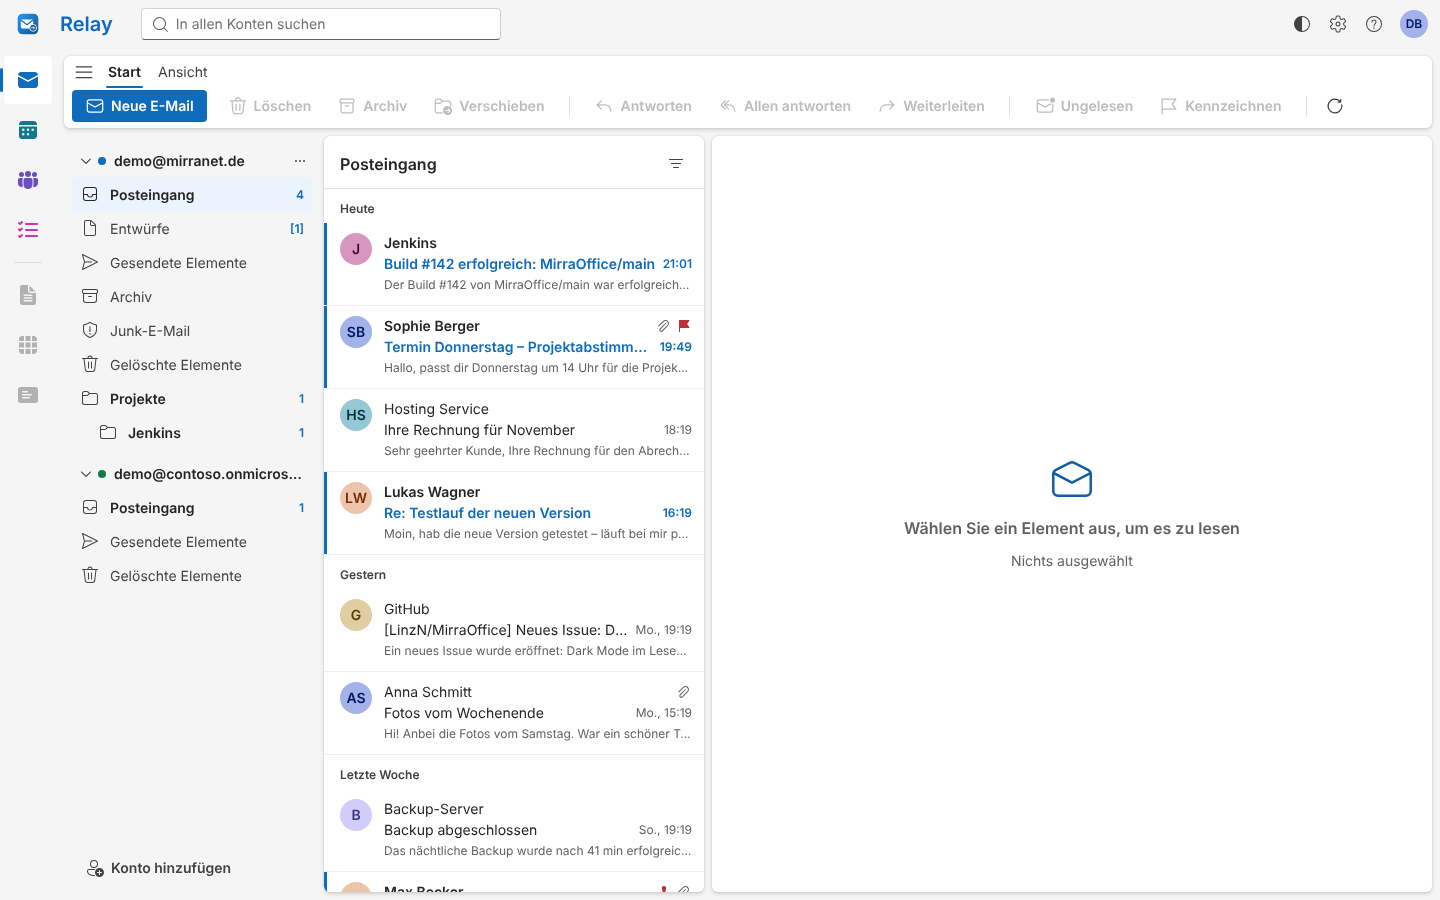 Relay
In allen Konten suchen
DB
Start
Ansicht
Neue E-Mail
Löschen
Archiv
Verschieben
Antworten
Allen antworten
Weiterleiten
Ungelesen
Kennzeichnen
demo@mirranet.de
Posteingang 4
Entwürfe [1]
Gesendete Elemente
Archiv
Junk-E-Mail
Gelöschte Elemente
Projekte 1
Jenkins 1
demo@contoso.onmicros...
Posteingang 1
Gesendete Elemente
Gelöschte Elemente
Konto hinzufügen
Posteingang
Heute
J
Jenkins
Build #142 erfolgreich: MirraOffice/main 21:01
Der Build #142 von MirraOffice/main war erfolgreich...
SB
Sophie Berger
Termin Donnerstag – Projektabstimm... 19:49
Hallo, passt dir Donnerstag um 14 Uhr für die Projek...
HS
Hosting Service
Ihre Rechnung für November 18:19
Sehr geehrter Kunde, Ihre Rechnung für den Abrech...
LW
Lukas Wagner
Re: Testlauf der neuen Version 16:19
Moin, hab die neue Version getestet – läuft bei mir p...
Gestern
G
GitHub
[LinzN/MirraOffice] Neues Issue: D... Mo., 19:19
Ein neues Issue wurde eröffnet: Dark Mode im Lese...
AS
Anna Schmitt
Fotos vom Wochenende Mo., 15:19
Hi! Anbei die Fotos vom Samstag. War ein schöner T...
Letzte Woche
B
Backup-Server
Backup abgeschlossen So., 19:19
Das nächtliche Backup wurde nach 41 min erfolgreic...
Max Becker
Wählen Sie ein Element aus, um es zu lesen
Nichts ausgewählt